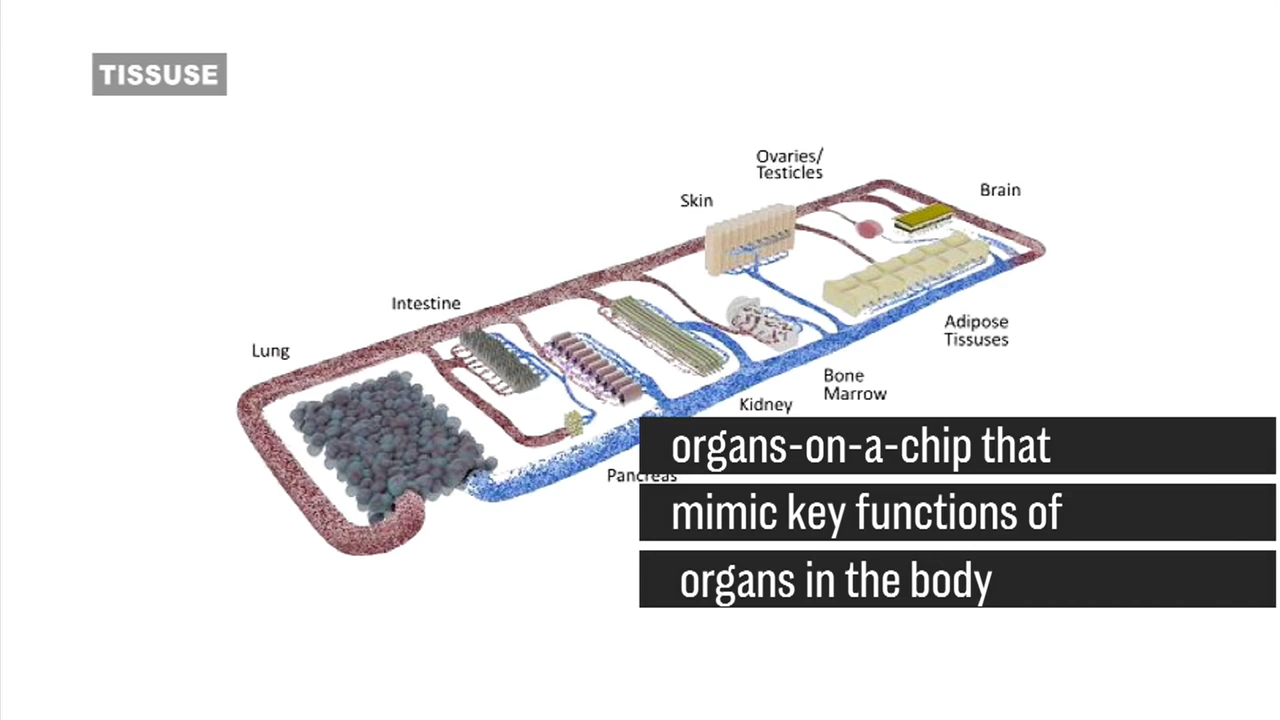 TISSUSE
Ovaries/
Testicles
Brain
Skin
Intestine
Adipose
Tissues
Lung
Bone
Marrow
Kidney
Pancreas
organs-on-a-chip that
mimic key functions of
organs in the body